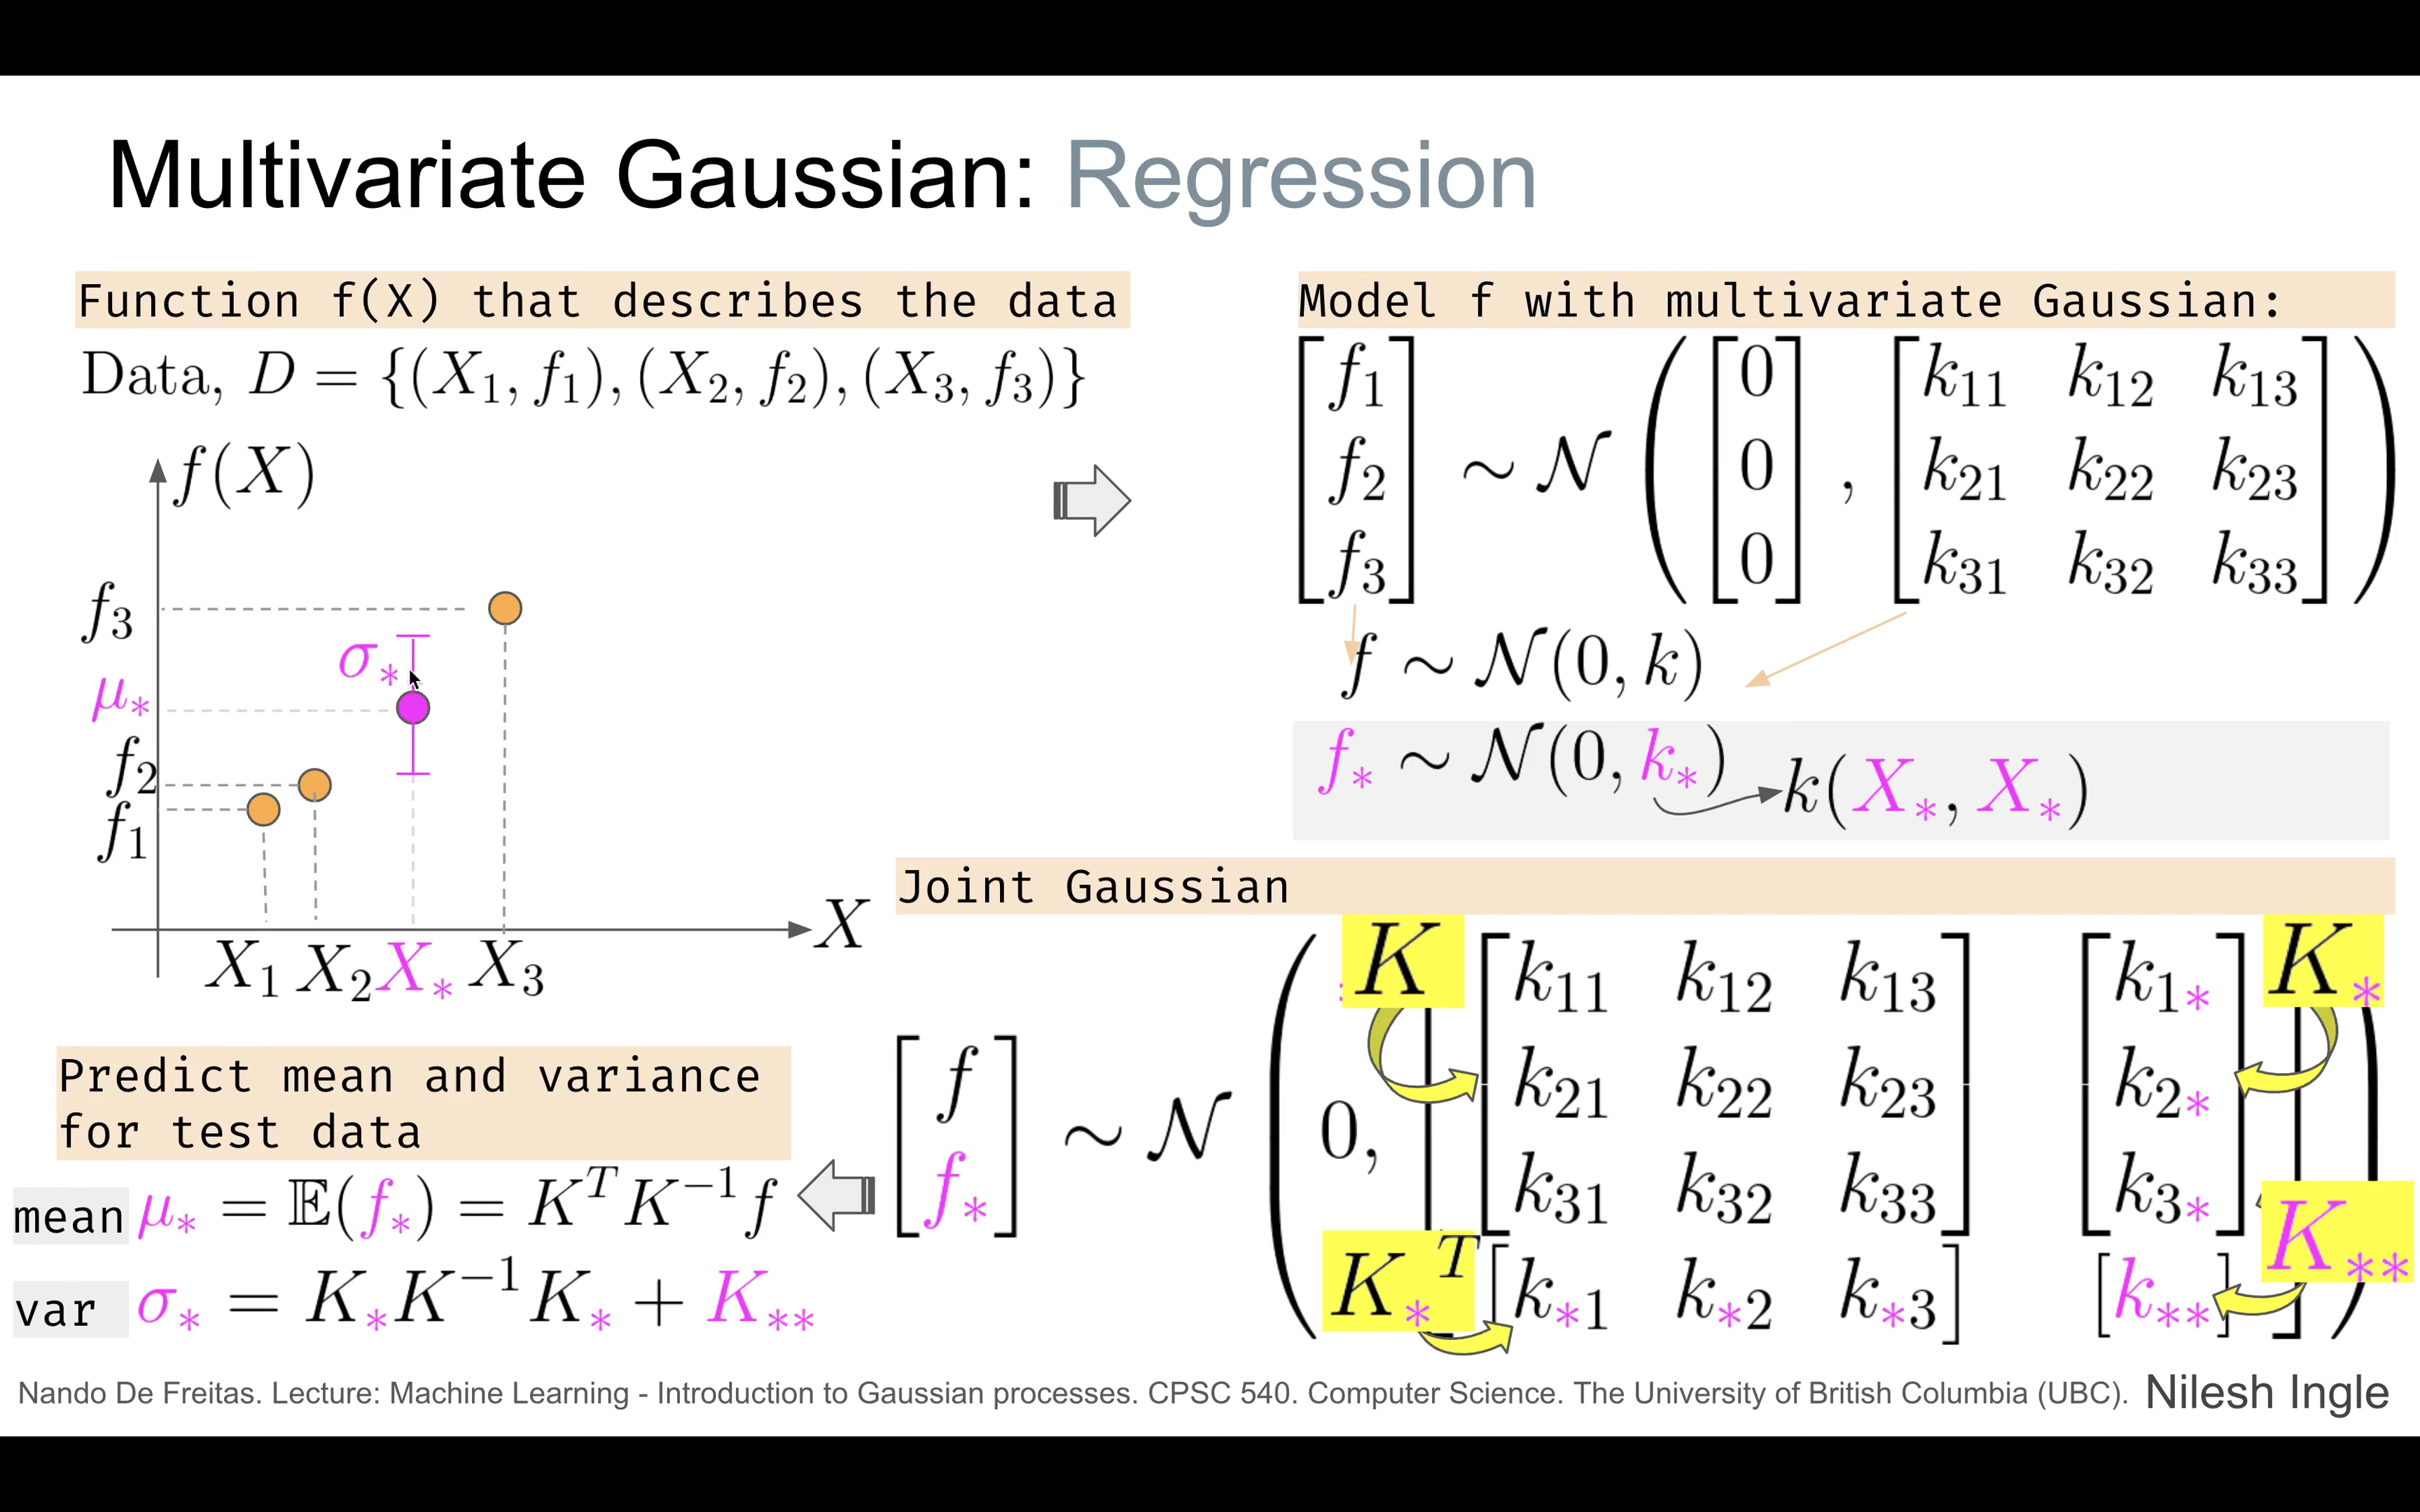 Multivariate Gaussian: Regression
Function f(X) that describes the data
Data, D = {(X₁, f₁), (X₂, f₂), (X₃, f₃)}
f(X)
f₃
σ*
μ*
f₂
f₁
X
X₁ X₂ X* X₃
Model f with multivariate Gaussian:
[f₁ f₂ f₃] ~ 𝒩 ([0 0 0], [k₁₁ k₁₂ k₁₃
k₂₁ k₂₂ k₂₃
k₃₁ k₃₂ k₃₃])
f ~ 𝒩(0, k)
f* ~ 𝒩(0, k*) k(X*, X*)
Joint Gaussian
K K*
[f f*] ~ 𝒩 (0, [[k₁₁ k₁₂ k₁₃] [k₁*]
[k₂₁ k₂₂ k₂₃] [k₂*]
[k₃₁ k₃₂ k₃₃] [k₃*]
[k*₁ k*₂ k*₃] [k**]])
K*ᵀ K**
Predict mean and variance
for test data
mean μ* = 𝔼(f*) = KᵀK⁻¹f
var σ* = K*K⁻¹K* + K**
Nando De Freitas. Lecture: Machine Learning - Introduction to Gaussian processes. CPSC 540. Computer Science. The University of British Columbia (UBC). Nilesh Ingle